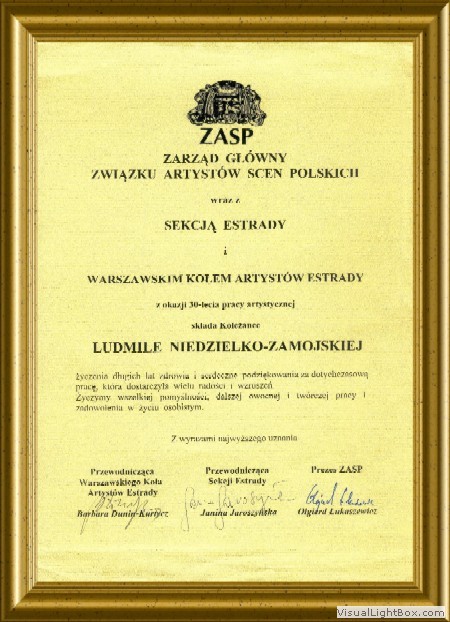 ZASP
ZARZĄD GŁÓWNY
ZWIĄZKU ARTYSTÓW SCEN POLSKICH
wraz z
SEKCJĄ ESTRADY
i
WARSZAWSKIM KOŁEM ARTYSTÓW ESTRADY
z okazji 30-lecia pracy artystycznej
składa Koleżance
LUDMILE NIEDZIELKO-ZAMOJSKIEJ
życzenia długich lat zdrowia i serdeczne podziękowania za dotychczasową
pracę, która dostarczyła wielu radości i wzruszeń.
Życzymy wszelkiej pomyślności, dalszej owocnej i twórczej pracy i
zadowolenia w życiu osobistym.
Z wyrazami najwyższego uznania
Przewodnicząca Przewodnicząca Prezes ZASP
Warszawskiego Koła Sekcji Estrady
Artystów Estrady
Barbara Dunin-Kurtycz Janina Jaroszyńska Olgierd Łukaszewicz
VisualLightBox.com